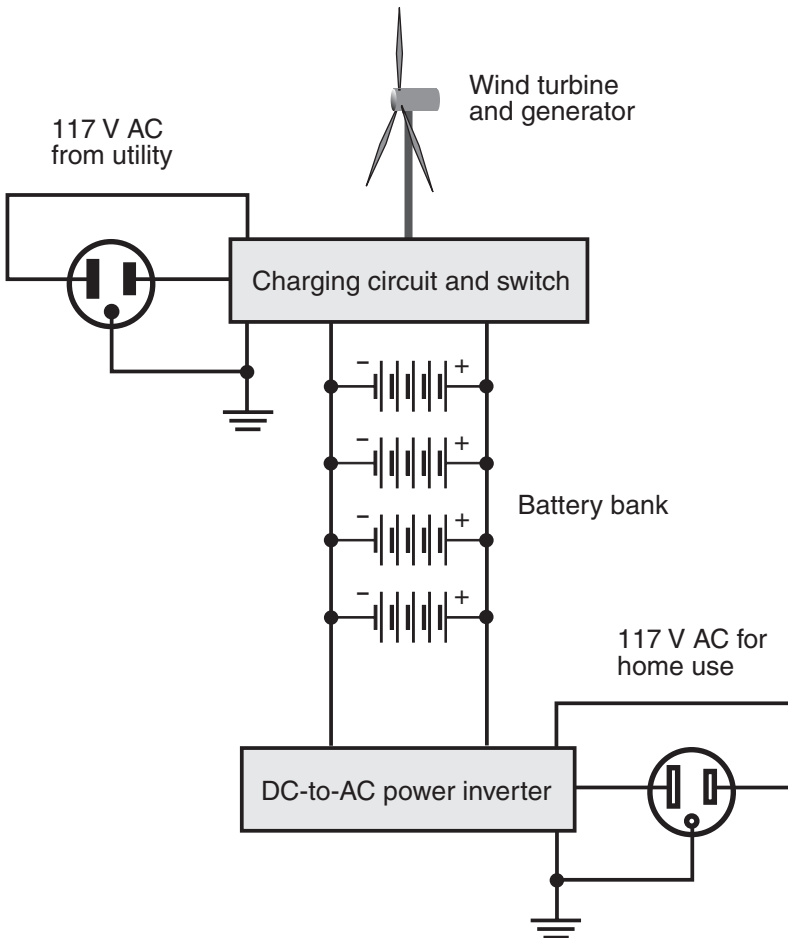 Wind turbine
and generator
117 V AC
from utility
Charging circuit and switch
– +
– +
– +
– +
Battery bank
117 V AC for
home use
DC-to-AC power inverter